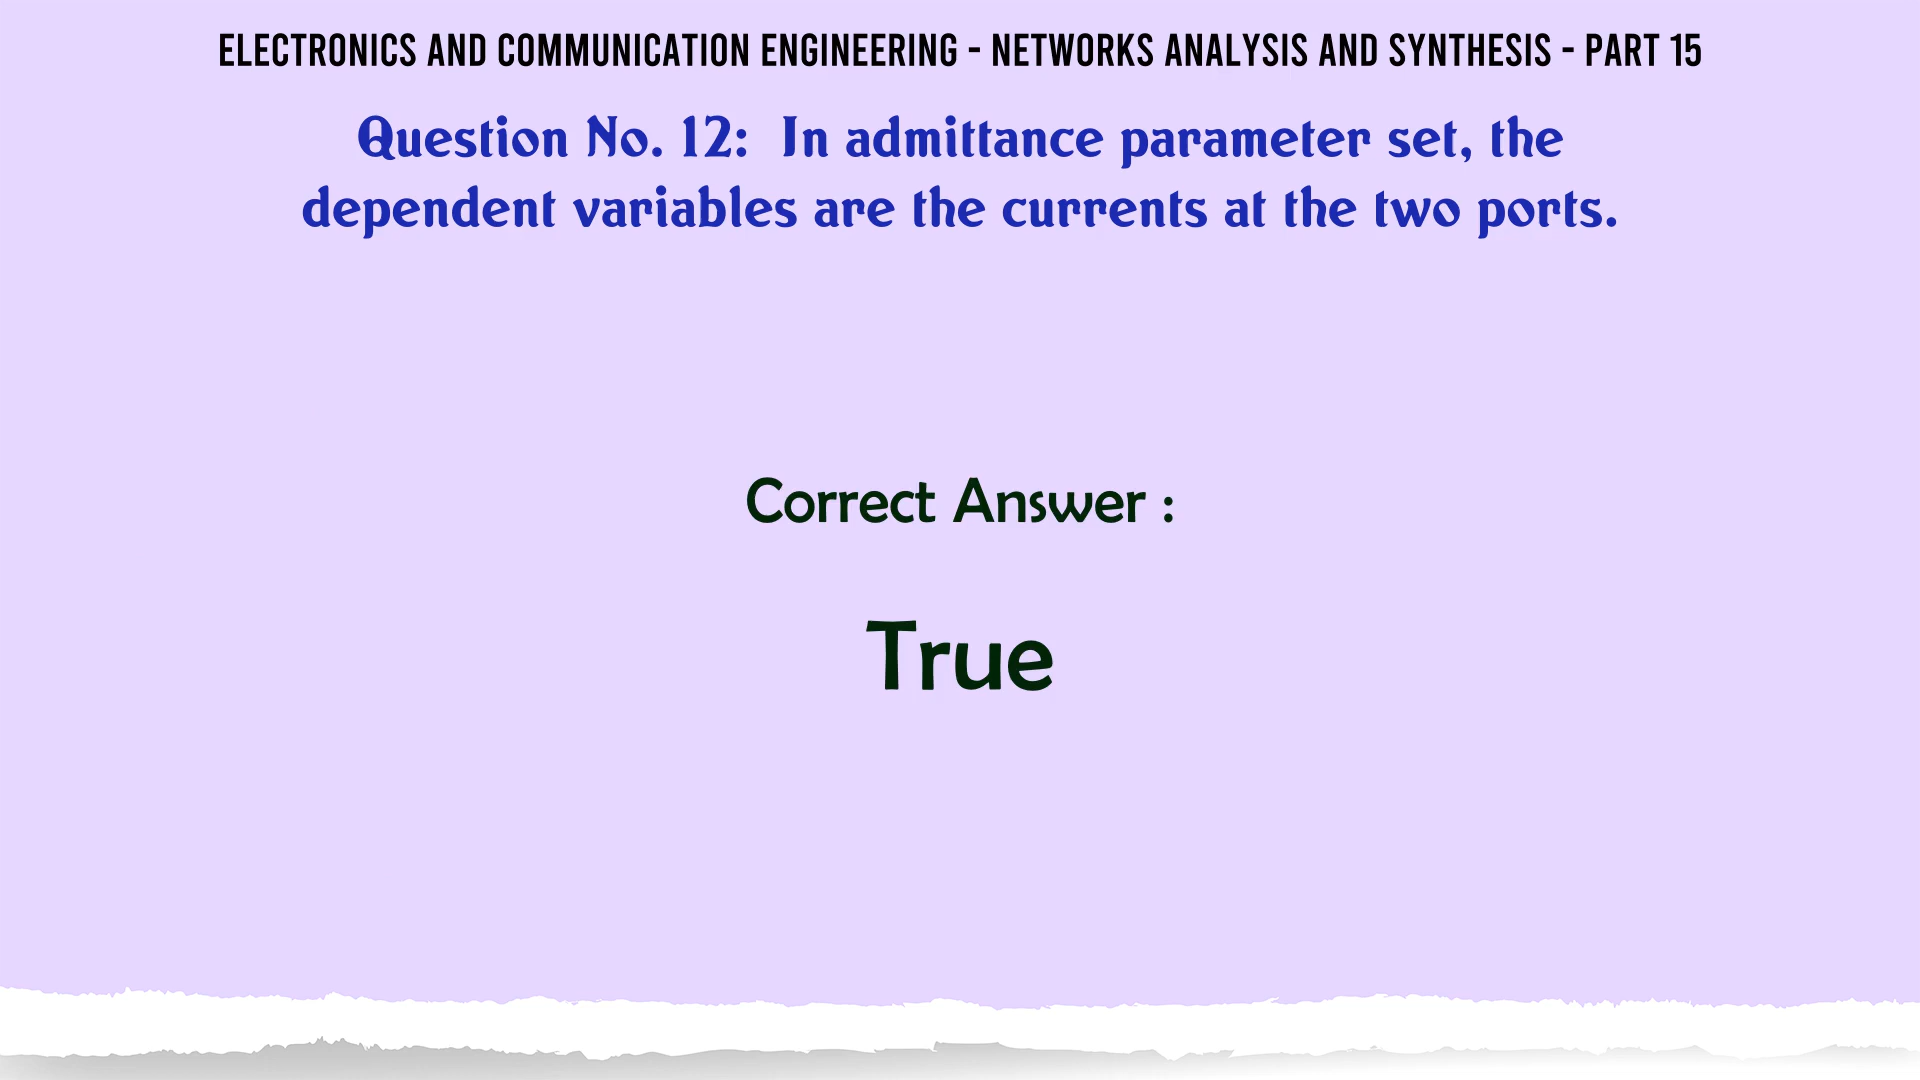 ELECTRONICS AND COMMUNICATION ENGINEERING - NETWORKS ANALYSIS AND SYNTHESIS - PART 15
Question No. 12:  In admittance parameter set, the
dependent variables are the currents at the two ports.
Correct Answer :
True